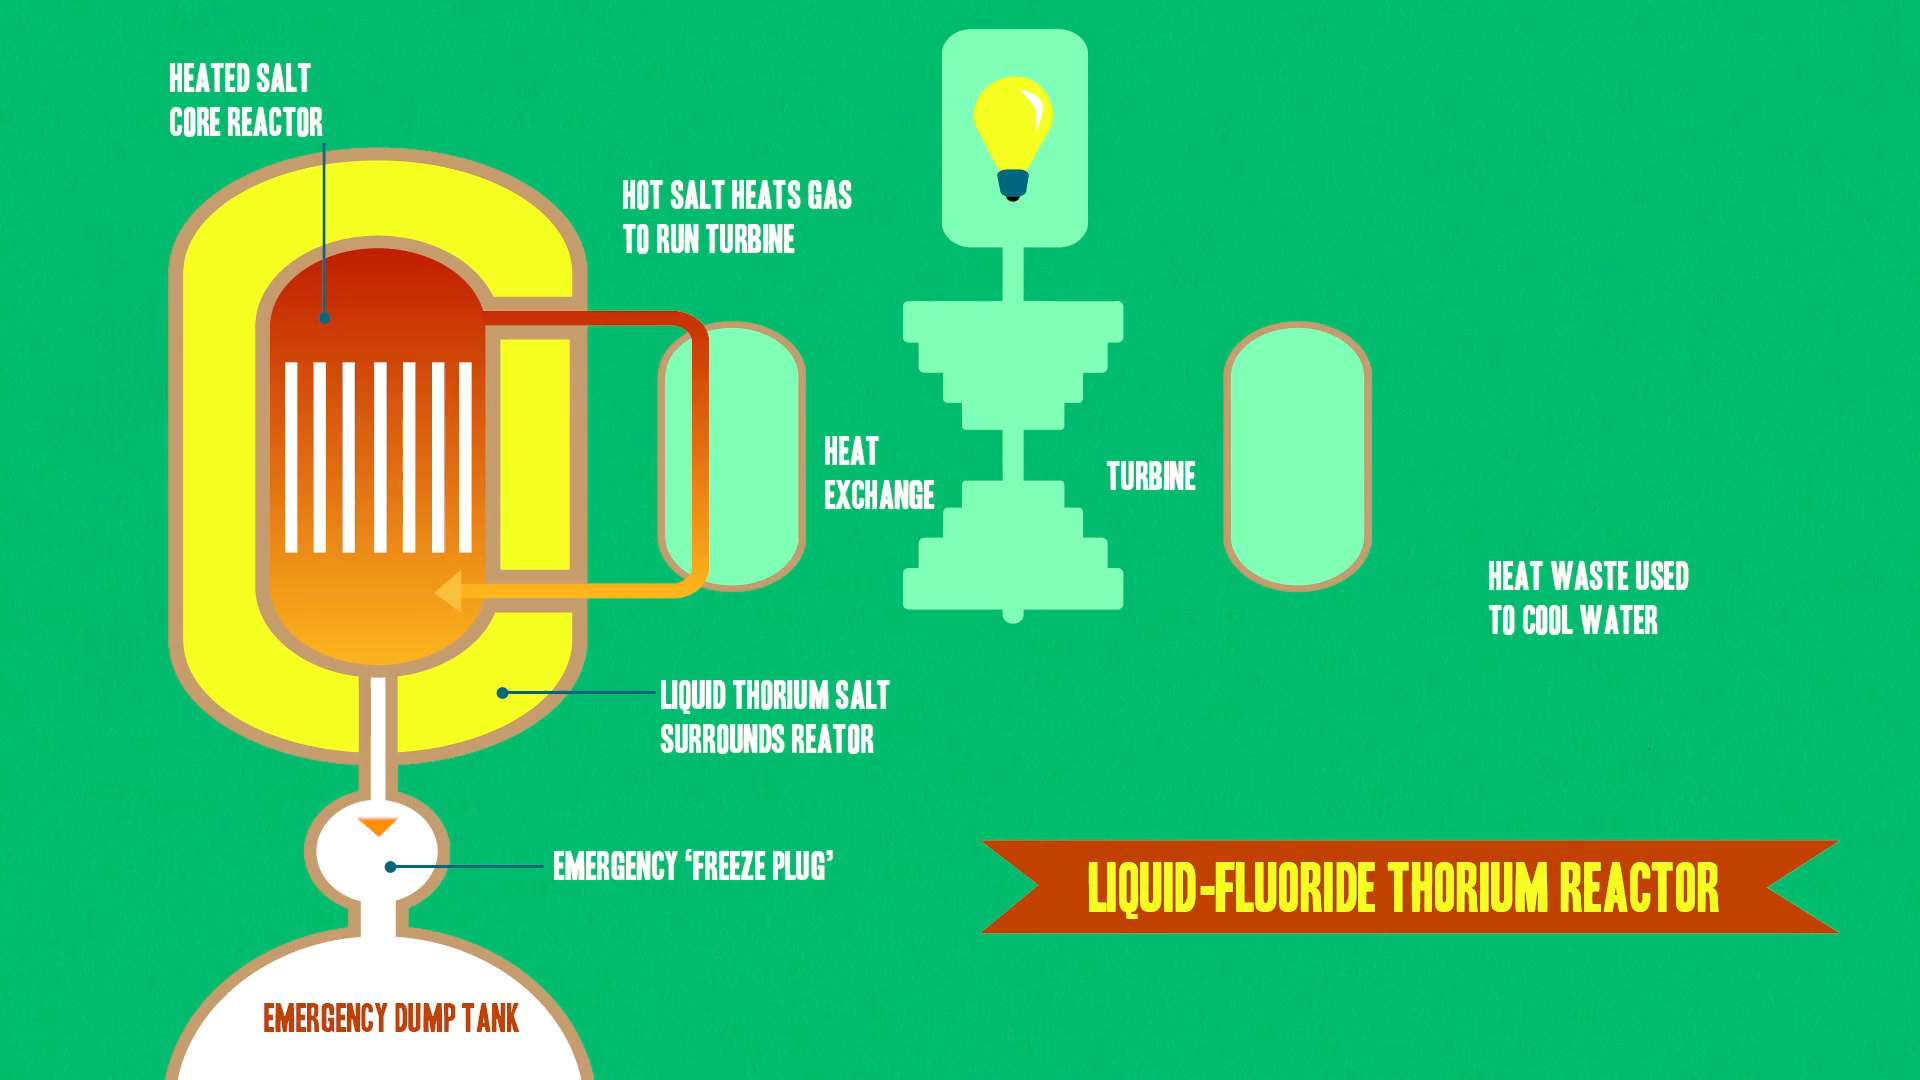 HEATED SALT
CORE REACTOR
HOT SALT HEATS GAS
TO RUN TURBINE
HEAT
EXCHANGE
TURBINE
HEAT WASTE USED
TO COOL WATER
LIQUID THORIUM SALT
SURROUNDS REATOR
EMERGENCY ‘FREEZE PLUG’
LIQUID-FLUORIDE THORIUM REACTOR
EMERGENCY DUMP TANK